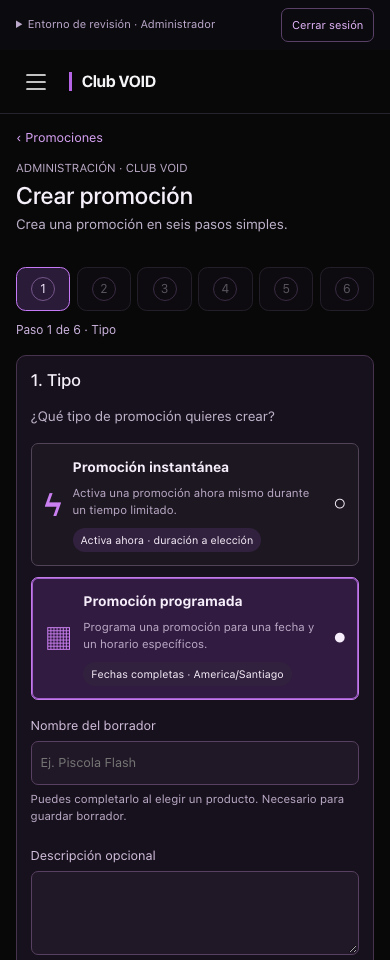 ▶ Entorno de revisión · Administrador
Cerrar sesión
Club VOID
‹ Promociones
ADMINISTRACIÓN · CLUB VOID
Crear promoción
Crea una promoción en seis pasos simples.
1 2 3 4 5 6
Paso 1 de 6 · Tipo
1. Tipo
¿Qué tipo de promoción quieres crear?
Promoción instantánea
Activa una promoción ahora mismo durante
un tiempo limitado.
Activa ahora · duración a elección
Promoción programada
Programa una promoción para una fecha y
un horario específicos.
Fechas completas · America/Santiago
Nombre del borrador
Ej. Piscola Flash
Puedes completarlo al elegir un producto. Necesario para
guardar borrador.
Descripción opcional